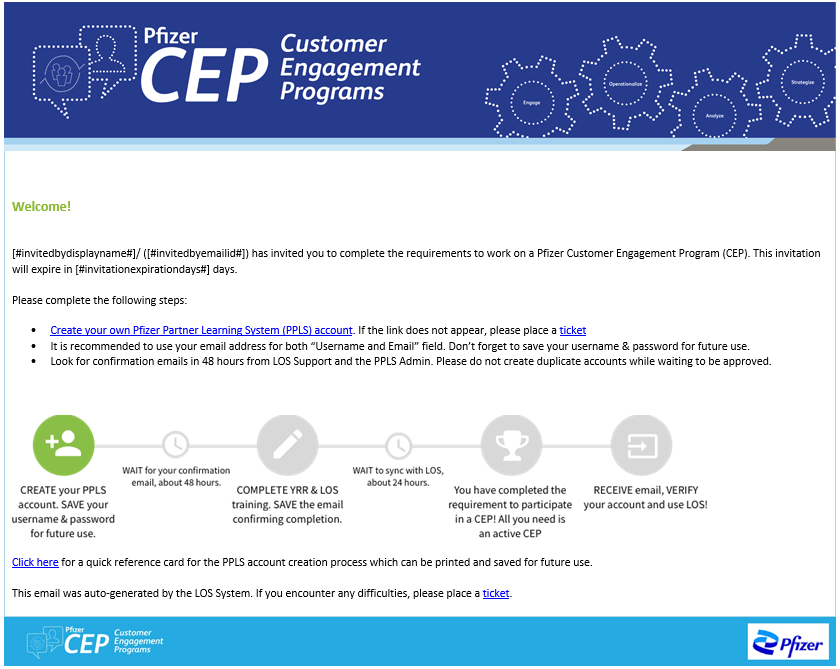 Pfizer
CEP
Customer
Engagement
Programs
Engage
Operationalize
Analyze
Strategize
Welcome!
[#invitedbydisplayname#]/ ([#invitedbyemailid#]) has invited you to complete the requirements to work on a Pfizer Customer Engagement Program (CEP). This invitation
will expire in [#invitationexpirationdays#] days.
Please complete the following steps:
• Create your own Pfizer Partner Learning System (PPLS) account. If the link does not appear, please place a ticket
• It is recommended to use your email address for both “Username and Email” field. Don’t forget to save your username & password for future use.
• Look for confirmation emails in 48 hours from LOS Support and the PPLS Admin. Please do not create duplicate accounts while waiting to be approved.
CREATE your PPLS
account. SAVE your
username & password
for future use.
WAIT for your confirmation
email, about 48 hours.
COMPLETE YRR & LOS
training. SAVE the email
confirming completion.
WAIT to sync with LOS,
about 24 hours.
You have completed the
requirement to participate
in a CEP! All you need is
an active CEP
RECEIVE email, VERIFY
your account and use LOS!
Click here for a quick reference card for the PPLS account creation process which can be printed and saved for future use.
This email was auto-generated by the LOS System. If you encounter any difficulties, please place a ticket.
Pfizer
CEP
Customer
Engagement
Programs
Pfizer